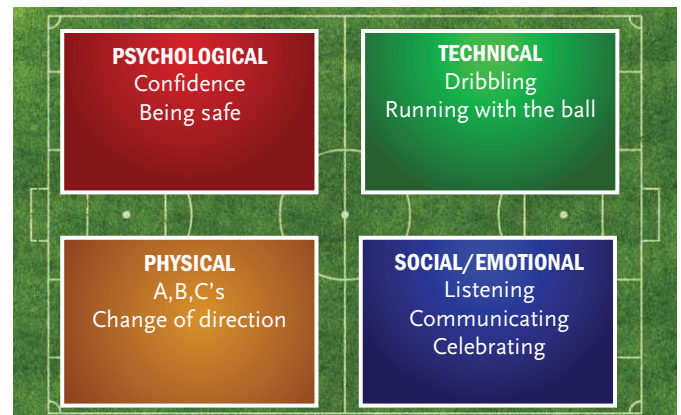 PSYCHOLOGICAL
Confidence
Being safe
TECHNICAL
Dribbling
Running with the ball
PHYSICAL
A,B,C's
Change of direction
SOCIAL/EMOTIONAL
Listening
Communicating
Celebrating